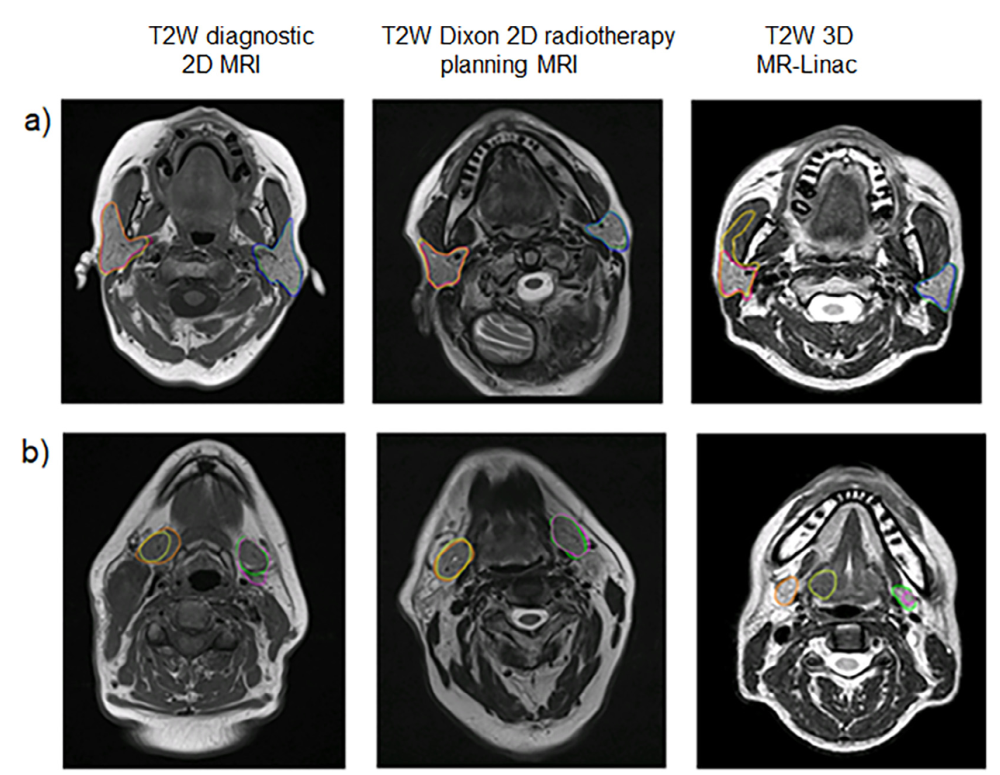 T2W diagnostic
2D MRI
T2W Dixon 2D radiotherapy
planning MRI
T2W 3D
MR-Linac
a)
b)